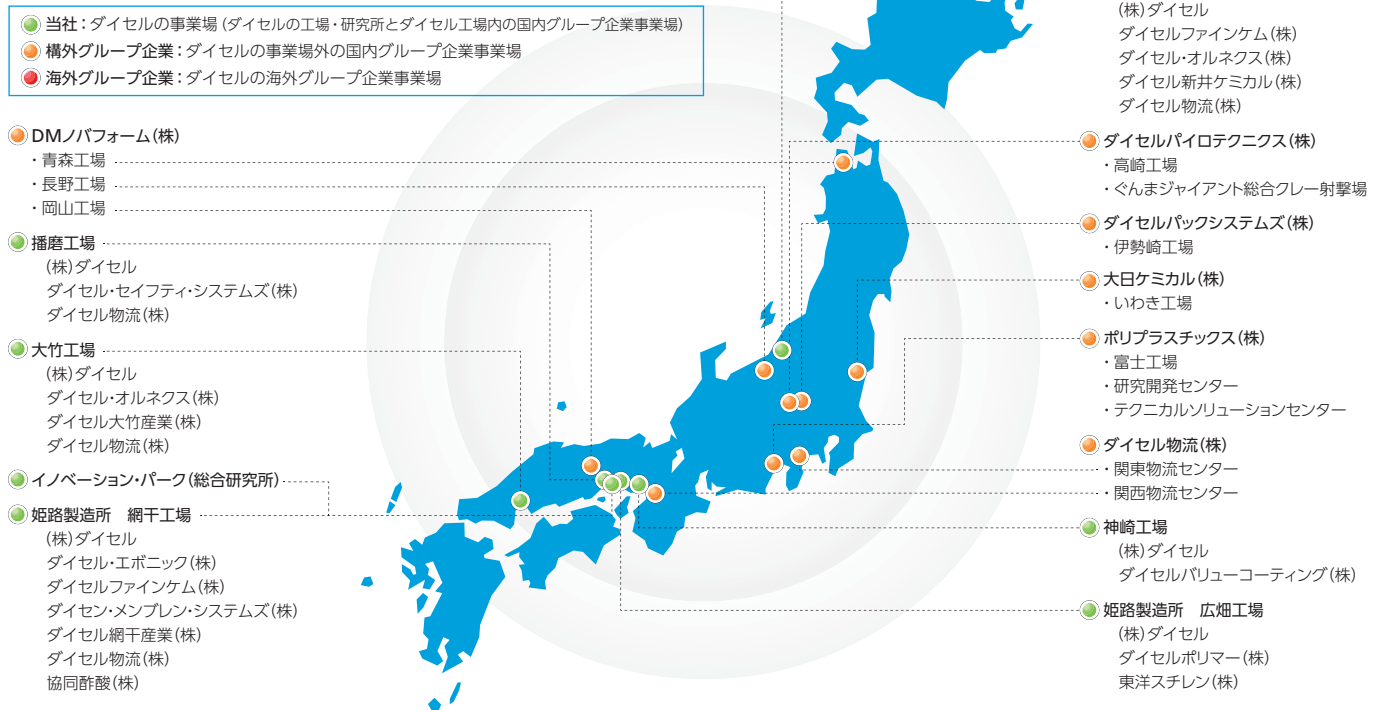 当社：ダイセルの事業場（ダイセルの工場・研究所とダイセル工場内の国内グループ企業事業場）
構外グループ企業：ダイセルの事業場外の国内グループ企業事業場
海外グループ企業：ダイセルの海外グループ企業事業場
DMノバフォーム（株）
・青森工場
・長野工場
・岡山工場
播磨工場
（株）ダイセル
ダイセル・セイフティ・システムズ（株）
ダイセル物流（株）
大竹工場
（株）ダイセル
ダイセル・オルネクス（株）
ダイセル大竹産業（株）
ダイセル物流（株）
イノベーション・パーク（総合研究所）
姫路製造所　網干工場
（株）ダイセル
ダイセル・エボニック（株）
ダイセルファインケム（株）
ダイセン・メンブレン・システムズ（株）
ダイセル網干産業（株）
ダイセル物流（株）
協同酢酸（株）
（株）ダイセル
ダイセルファインケム（株）
ダイセル・オルネクス（株）
ダイセル新井ケミカル（株）
ダイセル物流（株）
ダイセルパイロテクニクス（株）
・高崎工場
・ぐんまジャイアント総合クレー射撃場
ダイセルパックシステムズ（株）
・伊勢崎工場
大日ケミカル（株）
・いわき工場
ポリプラスチックス（株）
・富士工場
・研究開発センター
・テクニカルソリューションセンター
ダイセル物流（株）
・関東物流センター
・関西物流センター
神崎工場
（株）ダイセル
ダイセルバリューコーティング（株）
姫路製造所　広畑工場
（株）ダイセル
ダイセルポリマー（株）
東洋スチレン（株）